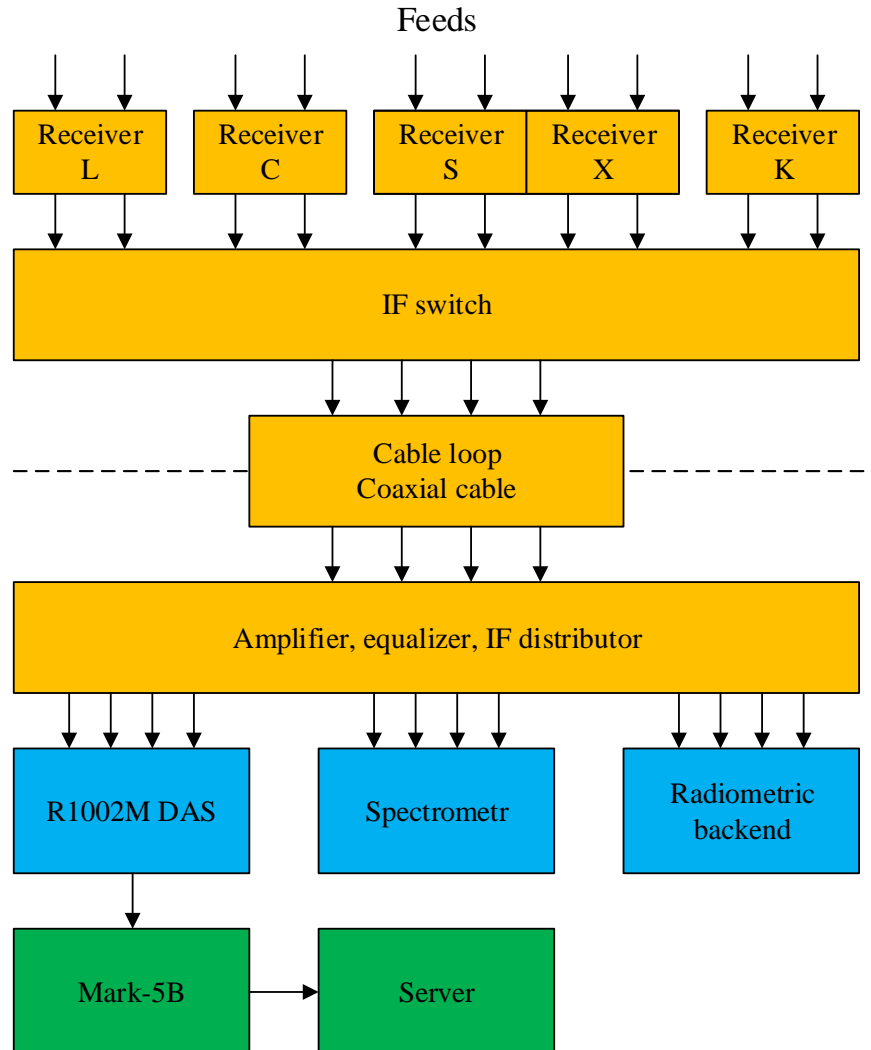 Feeds
Receiver
L
Receiver
C
Receiver
S
Receiver
X
Receiver
K
IF switch
Cable loop
Coaxial cable
Amplifier, equalizer, IF distributor
R1002M DAS
Spectrometr
Radiometric
backend
Mark-5B
Server